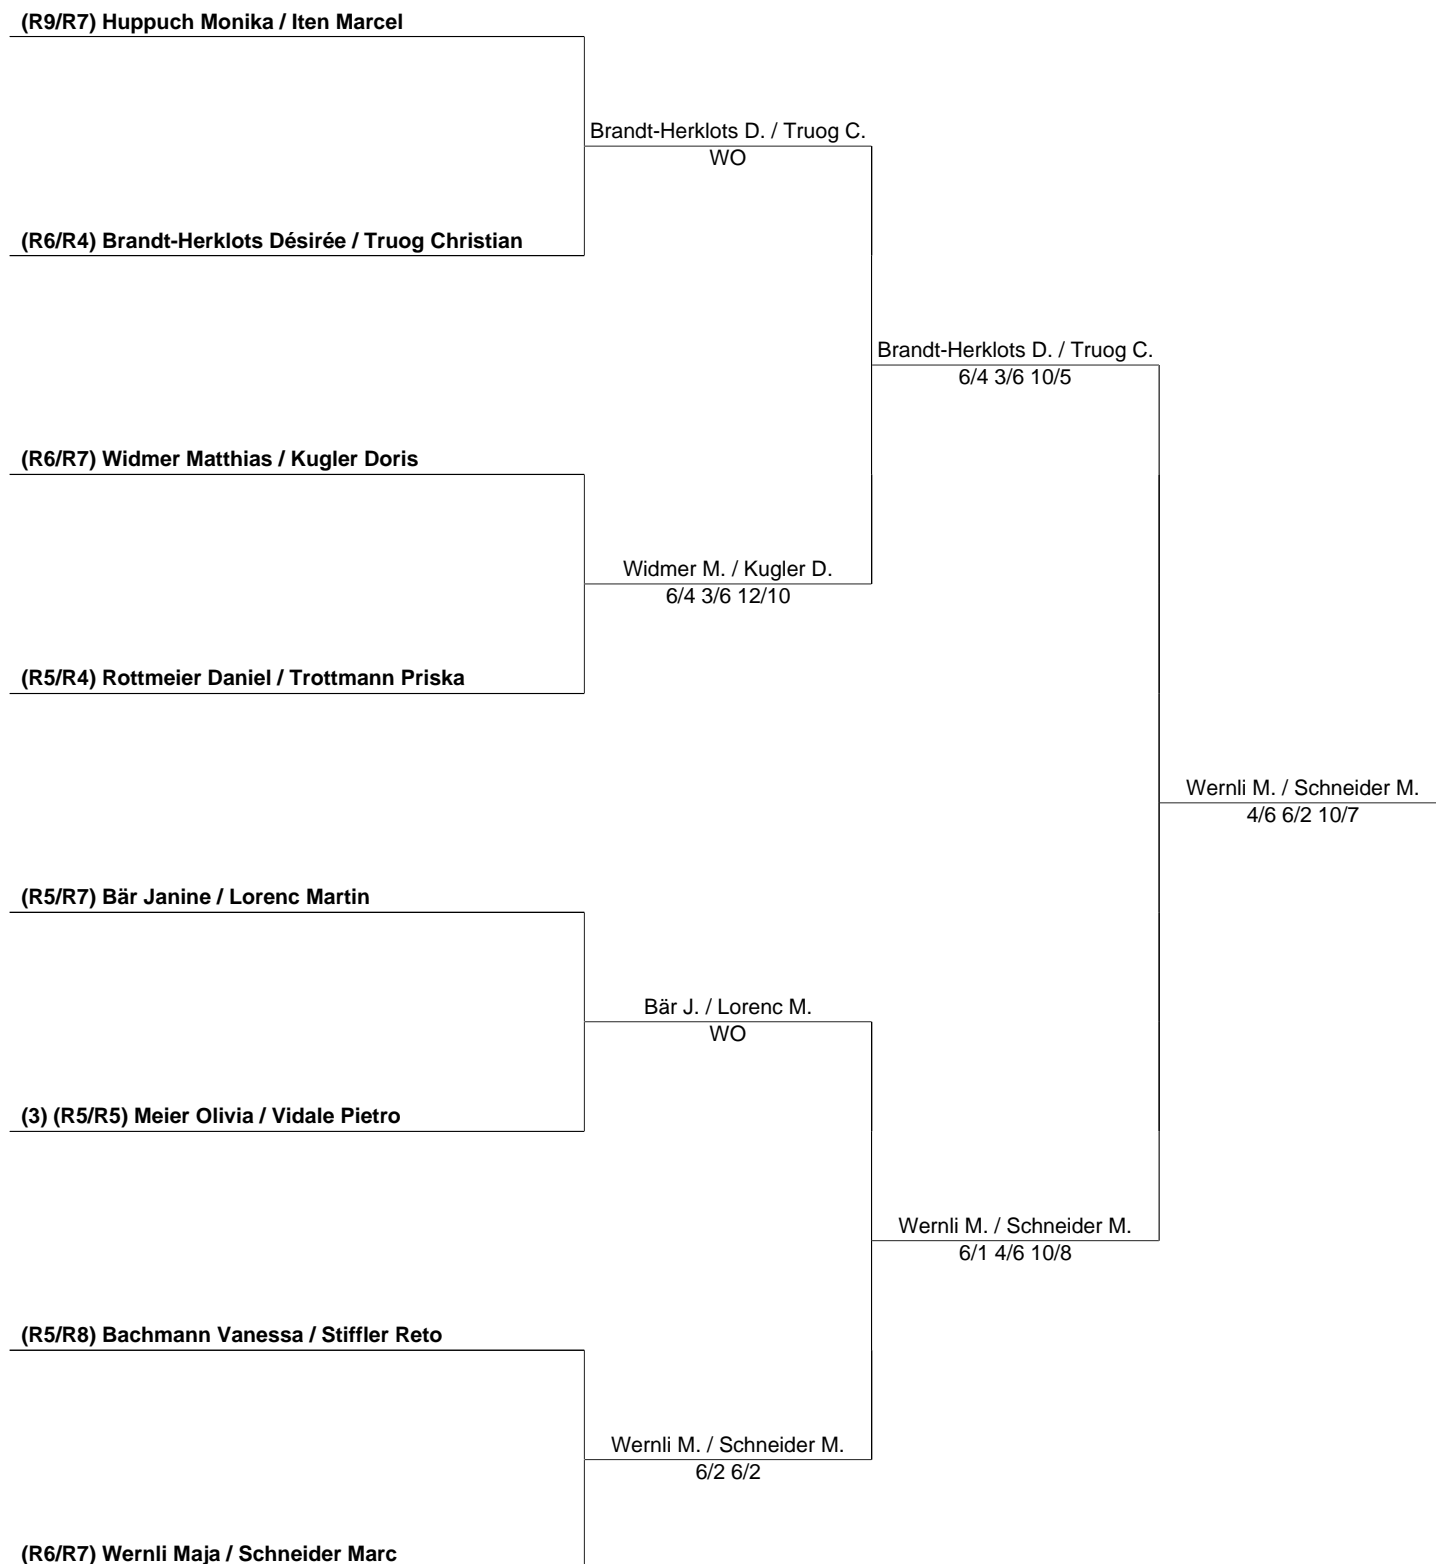 (R9/R7) Huppuch Monika / Iten Marcel
Brandt-Herklots D. / Truog C.
WO
(R6/R4) Brandt-Herklots Désirée / Truog Christian
Brandt-Herklots D. / Truog C.
6/4 3/6 10/5
(R6/R7) Widmer Matthias / Kugler Doris
Widmer M. / Kugler D.
6/4 3/6 12/10
(R5/R4) Rottmeier Daniel / Trottmann Priska
Wernli M. / Schneider M.
4/6 6/2 10/7
(R5/R7) Bär Janine / Lorenc Martin
Bär J. / Lorenc M.
WO
(3) (R5/R5) Meier Olivia / Vidale Pietro
Wernli M. / Schneider M.
6/1 4/6 10/8
(R5/R8) Bachmann Vanessa / Stiffler Reto
Wernli M. / Schneider M.
6/2 6/2
(R6/R7) Wernli Maja / Schneider Marc